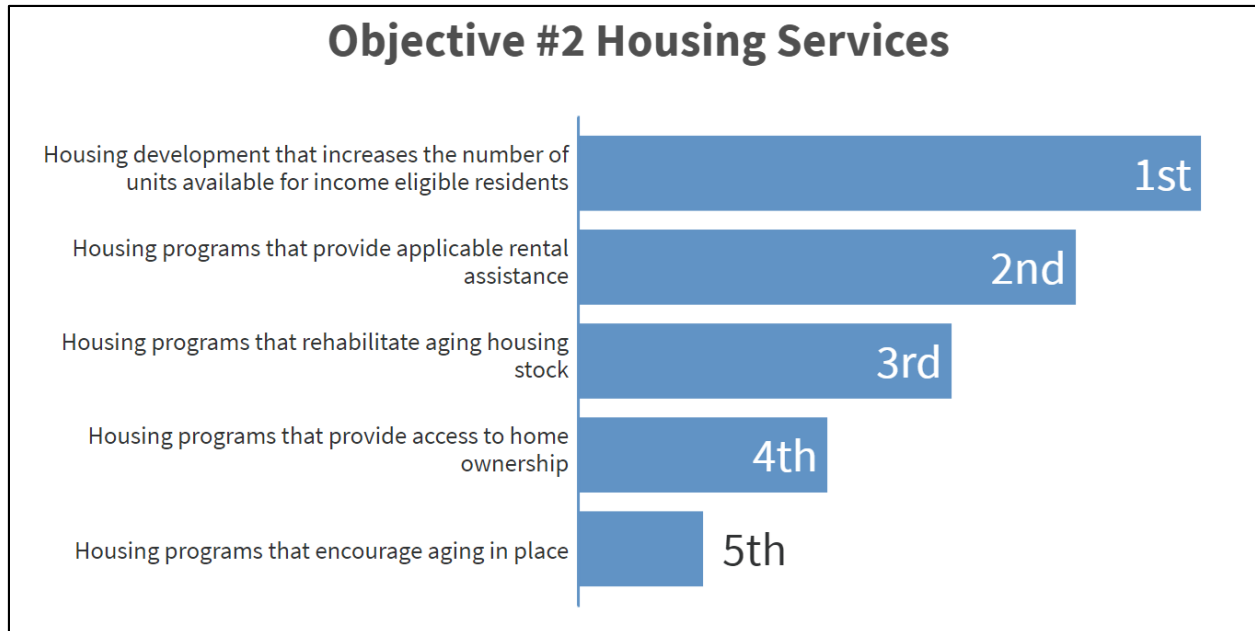 Objective #2 Housing Services
Housing development that increases the number of
units available for income eligible residents
1st
Housing programs that provide applicable rental
assistance
2nd
Housing programs that rehabilitate aging housing
stock
3rd
Housing programs that provide access to home
ownership
4th
Housing programs that encourage aging in place
5th